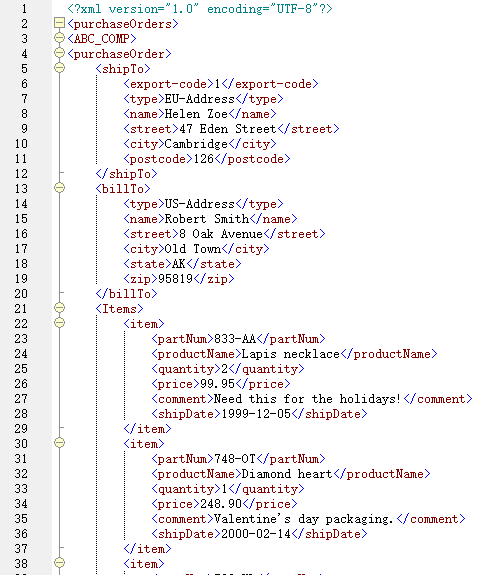 1 <?xml version="1.0" encoding="UTF-8"?>
2 <purchaseOrders>
3 <ABC_COMP>
4 <purchaseOrder>
5 <shipTo>
6 <export-code>1</export-code>
7 <type>EU-Address</type>
8 <name>Helen Zoe</name>
9 <street>47 Eden Street</street>
10 <city>Cambridge</city>
11 <postcode>126</postcode>
12 </shipTo>
13 <billTo>
14 <type>US-Address</type>
15 <name>Robert Smith</name>
16 <street>8 Oak Avenue</street>
17 <city>Old Town</city>
18 <state>AK</state>
19 <zip>95819</zip>
20 </billTo>
21 <Items>
22 <item>
23 <partNum>833-AA</partNum>
24 <productName>Lapis necklace</productName>
25 <quantity>2</quantity>
26 <price>99.95</price>
27 <comment>Need this for the holidays!</comment>
28 <shipDate>1999-12-05</shipDate>
29 </item>
30 <item>
31 <partNum>748-OT</partNum>
32 <productName>Diamond heart</productName>
33 <quantity>1</quantity>
34 <price>248.90</price>
35 <comment>Valentine's day packaging.</comment>
36 <shipDate>2000-02-14</shipDate>
37 </item>
38 <item>